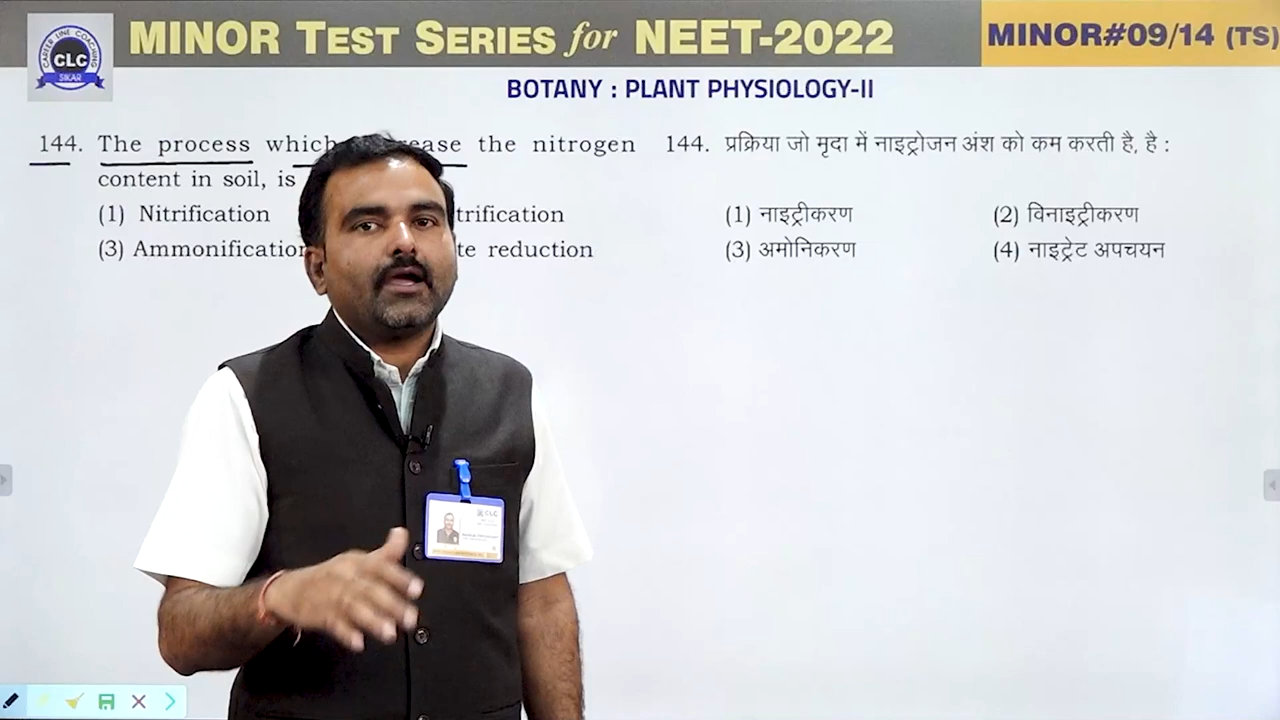 CAREER LINE COACHING
CLC
SIKAR
MINOR TEST SERIES for NEET-2022
MINOR#09/14 (TS)
BOTANY : PLANT PHYSIOLOGY-II
144. The process which ease the nitrogen
content in soil, is
(1) Nitrification trification
(3) Ammonification te reduction
144. प्रक्रिया जो मृदा में नाइट्रोजन अंश को कम करती है, है :
(1) नाइट्रीकरण (2) विनाइट्रीकरण
(3) अमोनिकरण (4) नाइट्रेट अपचयन
CLC